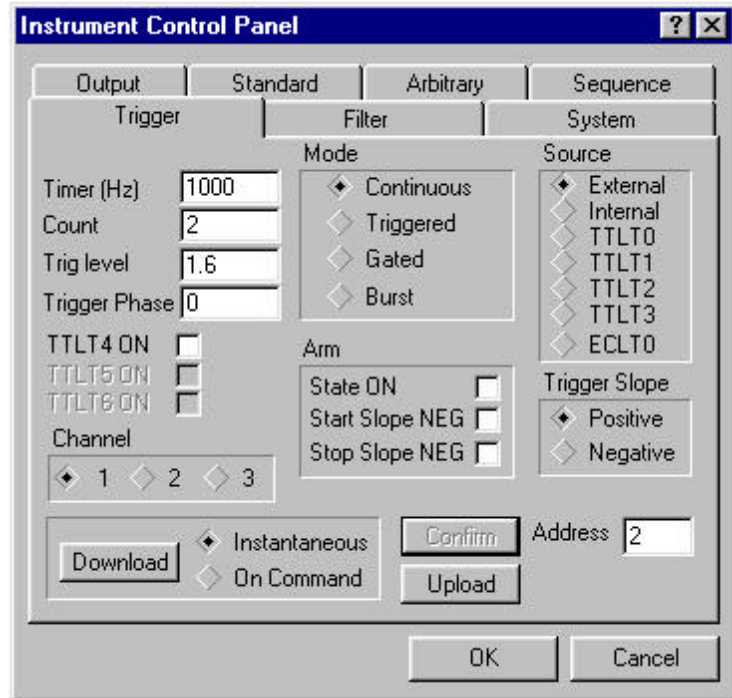 Instrument Control Panel
Output Standard Arbitrary Sequence
Trigger Filter System
Timer (Hz) 1000
Count 2
Trig level 1.6
Trigger Phase 0
TTLT4 ON
TTLT5 ON
TTLT6 ON
Channel
1 2 3
Mode
Continuous
Triggered
Gated
Burst
Arm
State ON
Start Slope NEG
Stop Slope NEG
Source
External
Internal
TTLT0
TTLT1
TTLT2
TTLT3
ECLT0
Trigger Slope
Positive
Negative
Download
Instantaneous
On Command
Confirm
Upload
Address 2
OK Cancel